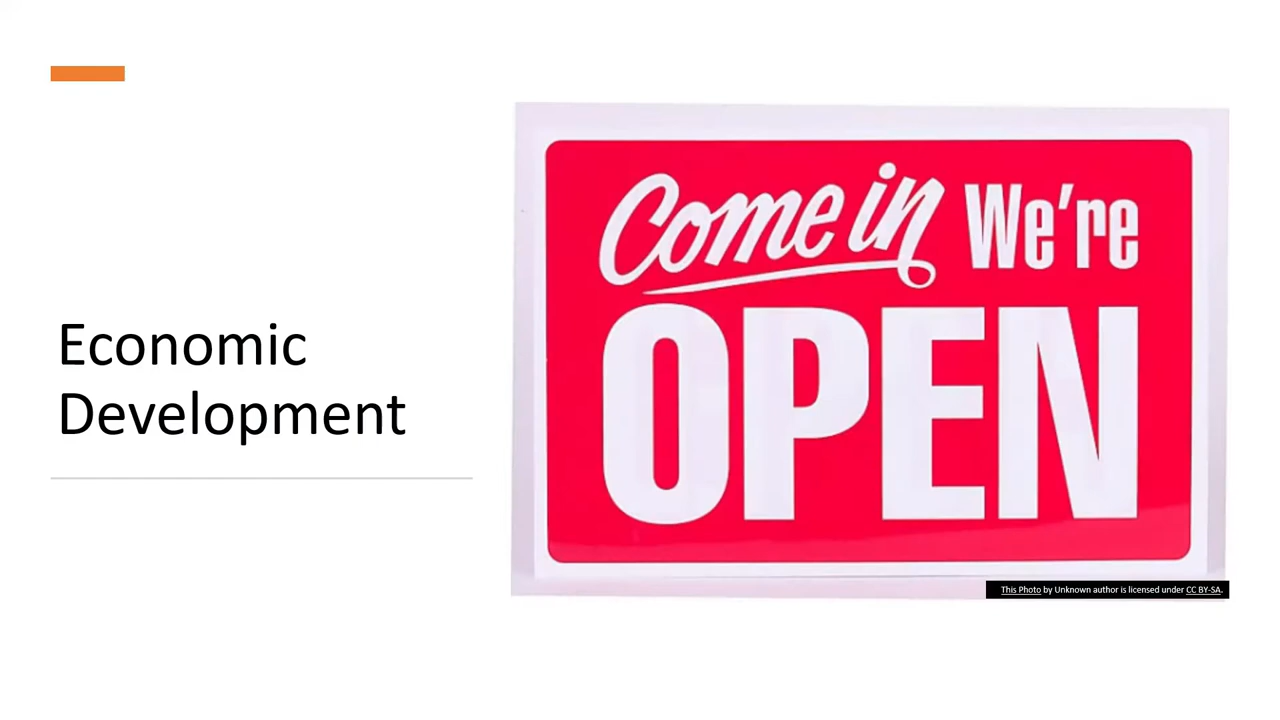 Economic
Development
Come in We're
OPEN
This Photo by Unknown author is licensed under CC BY-SA.